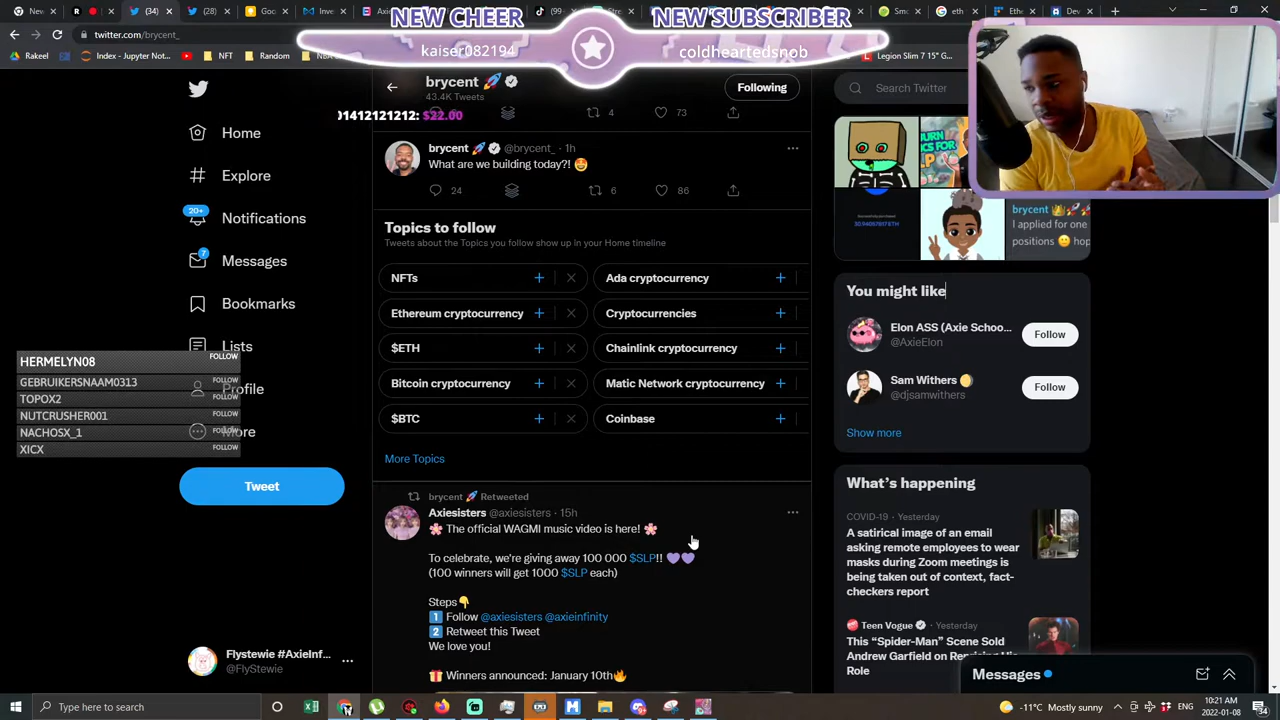 NEW CHEER
NEW SUBSCRIBER
kaiser082194
coldheartedsnob
twitter.com/brycent_
Legion Slim 7 15" G
Index - Jupyter Not
NFT
Random
01412121212: $22.00
brycent 🚀
43.4K Tweets
Following
Search Twitter
4
73
Home
Explore
20+
Notifications
7
Messages
Bookmarks
Lists
Profile
More
Tweet
HERMELYN08 FOLLOW
GEBRUIKERSNAAM0313 FOLLOW
TOPOX2 FOLLOW
NUTCRUSHER001 FOLLOW
NACHOSX_1 FOLLOW
XICX FOLLOW
Flystewie #AxieInf...
@FlyStewie
brycent 🚀 @brycent_ · 1h
What are we building today?! 🤩
24
6
86
Topics to follow
Tweets about the Topics you follow show up in your Home timeline
NFTs
Ada cryptocurrency
Ethereum cryptocurrency
Cryptocurrencies
$ETH
Chainlink cryptocurrency
Bitcoin cryptocurrency
Matic Network cryptocurrency
$BTC
Coinbase
More Topics
brycent 🚀 Retweeted
Axiesisters @axiesisters · 15h
🌸 The official WAGMI music video is here! 🌸
To celebrate, we're giving away 100 000 $SLP!! 💜💜
(100 winners will get 1000 $SLP each)
Steps👇
1️⃣ Follow @axiesisters @axieinfinity
2️⃣ Retweet this Tweet
We love you!
🎁 Winners announced: January 10th🔥
brycent 👑🚀
I applied for one
positions 🙂 hop
You might like
Elon ASS (Axie Schoo...
@AxieElon
Follow
Sam Withers
@djsamwithers
Follow
Show more
What's happening
COVID-19 · Yesterday
A satirical image of an email
asking remote employees to wear
masks during Zoom meetings is
being taken out of context, fact-
checkers report
Teen Vogue · Yesterday
This “Spider-Man” Scene Sold
Andrew Garfield on Reprising His
Role
Messages
Type here to search
-11°C Mostly sunny
ENG
10:21 AM
2022-01-08